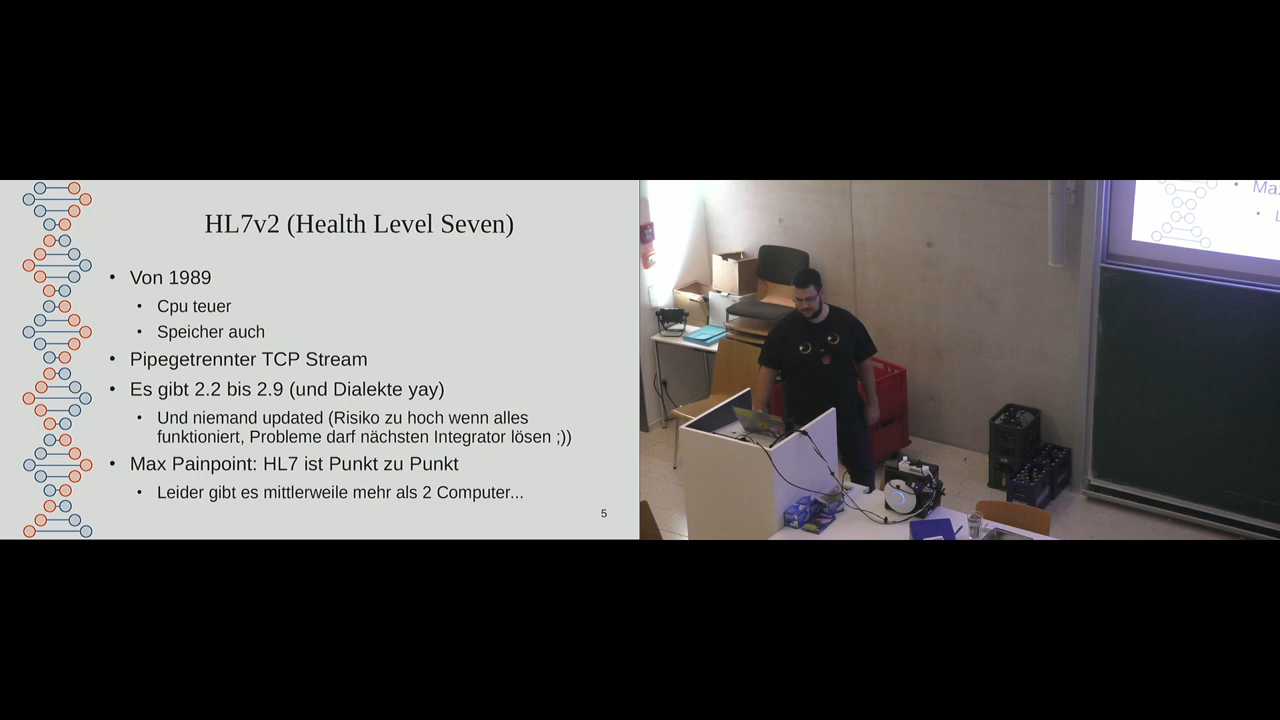 HL7v2 (Health Level Seven)
• Von 1989
• Cpu teuer
• Speicher auch
• Pipegetrennter TCP Stream
• Es gibt 2.2 bis 2.9 (und Dialekte yay)
• Und niemand updated (Risiko zu hoch wenn alles
funktioniert, Probleme darf nächsten Integrator lösen ;))
• Max Painpoint: HL7 ist Punkt zu Punkt
• Leider gibt es mittlerweile mehr als 2 Computer...
5
• Ma
• L